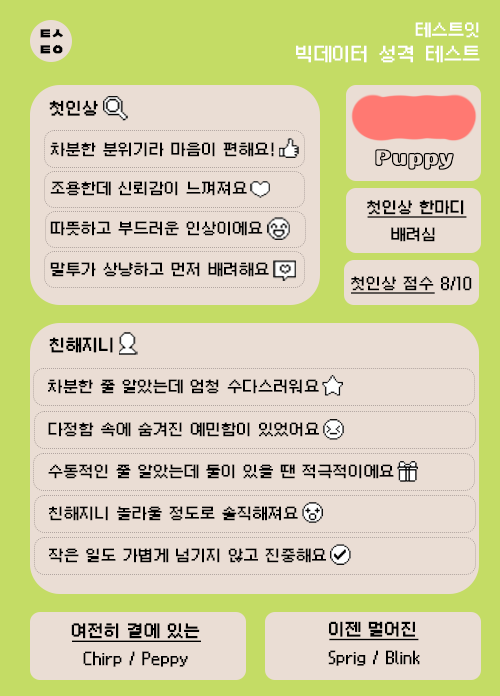 테스
트잇
테스트잇
빅데이터 성격 테스트
첫인상
차분한 분위기라 마음이 편해요!
조용한데 신뢰감이 느껴져요
따뜻하고 부드러운 인상이에요
말투가 상냥하고 먼저 배려해요
Puppy
첫인상 한마디
배려심
첫인상 점수 8/10
친해지니
차분한 줄 알았는데 엄청 수다스러워요
다정함 속에 숨겨진 예민함이 있었어요
수동적인 줄 알았는데 둘이 있을 땐 적극적이에요
친해지니 놀라울 정도로 솔직해져요
작은 일도 가볍게 넘기지 않고 진중해요
여전히 곁에 있는
Chirp / Peppy
이젠 멀어진
Sprig / Blink